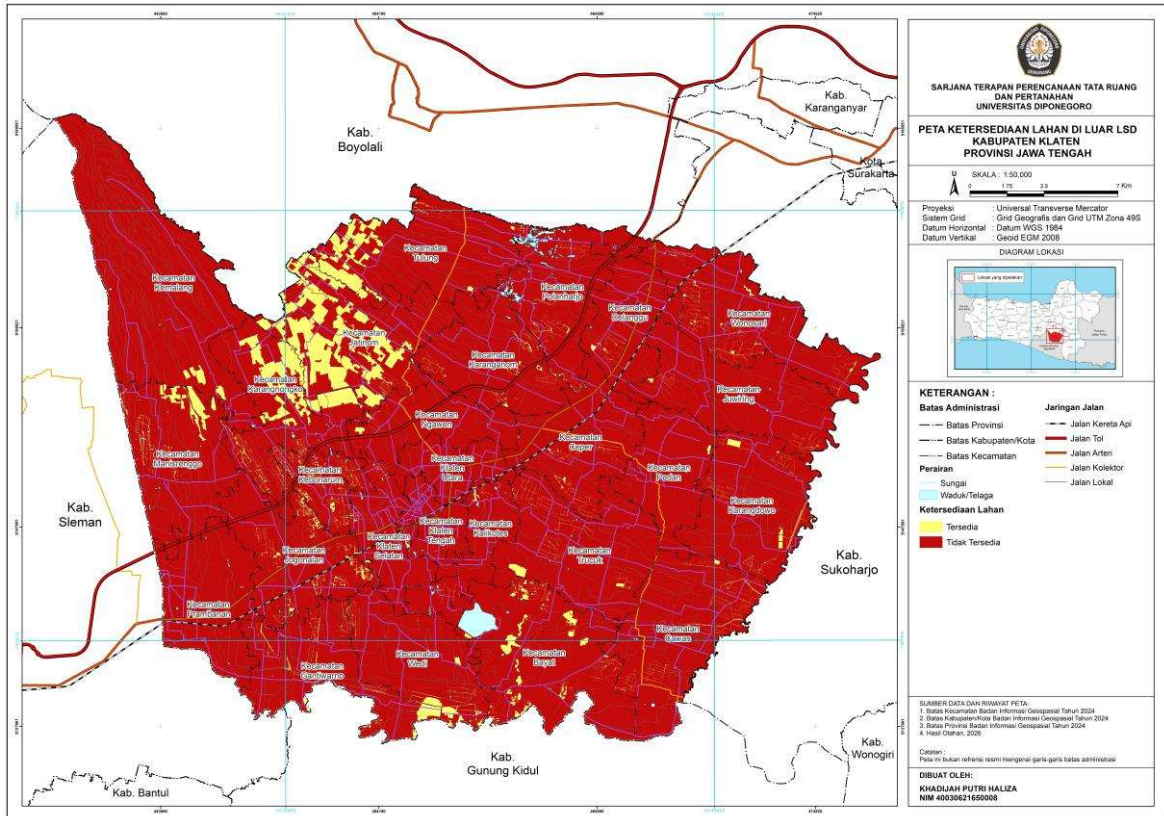 Kab.
Boyolali
Kab.
Karanganyar
Kota
Surakarta
Kecamatan
Kemalang
Kecamatan
Tulung
Kecamatan
Polanharjo
Kecamatan
Delanggu
Kecamatan
Wonosari
Kecamatan
Jatinom
Kecamatan
Karanganom
Kecamatan
Karangnongko
Kecamatan
Juwiring
Kecamatan
Ngawen
Kecamatan
Ceper
Kecamatan
Manisrenggo
Kecamatan
Kebonarum
Kecamatan
Klaten
Utara
Kecamatan
Pedan
Kecamatan
Karangdowo
Kab.
Sleman
Kecamatan
Jogonalan
Kecamatan
Klaten
Selatan
Kecamatan
Klaten
Tengah
Kecamatan
Kalikotes
Kecamatan
Trucuk
Kab.
Sukoharjo
Kecamatan
Prambanan
Kecamatan
Gantiwarno
Kecamatan
Wedi
Kecamatan
Bayat
Kecamatan
Cawas
Kab.
Gunung Kidul
Kab.
Wonogiri
Kab. Bantul
SARJANA TERAPAN PERENCANAAN TATA RUANG
DAN PERTANAHAN
UNIVERSITAS DIPONEGORO
PETA KETERSEDIAAN LAHAN DI LUAR LSD
KABUPATEN KLATEN
PROVINSI JAWA TENGAH
U
SKALA : 1:50,000
0 1.75 3.5 7 Km
Proyeksi : Universal Transverse Mercator
Sistem Grid : Grid Geografis dan Grid UTM Zona 49S
Datum Horizontal : Datum WGS 1984
Datum Vertikal : Geoid EGM 2008
DIAGRAM LOKASI
KETERANGAN :
Batas Administrasi
Batas Provinsi
Batas Kabupaten/Kota
Batas Kecamatan
Perairan
Sungai
Waduk/Telaga
Ketersediaan Lahan
Tersedia
Tidak Tersedia
Jaringan Jalan
Jalan Kereta Api
Jalan Tol
Jalan Arteri
Jalan Kolektor
Jalan Lokal
SUMBER DATA DAN RIWAYAT PETA:
1. Batas Kecamatan Badan Informasi Geospasial Tahun 2024
2. Batas Kabupaten/Kota Badan Informasi Geospasial Tahun 2024
3. Batas Provinsi Badan Informasi Geospasial Tahun 2024
4. Hasil Olahan, 2026
Catatan :
Peta ini bukan refrensi resmi mengenai garis-garis batas administrasi
DIBUAT OLEH:
KHADIJAH PUTRI HALIZA
NIM 40030621650008